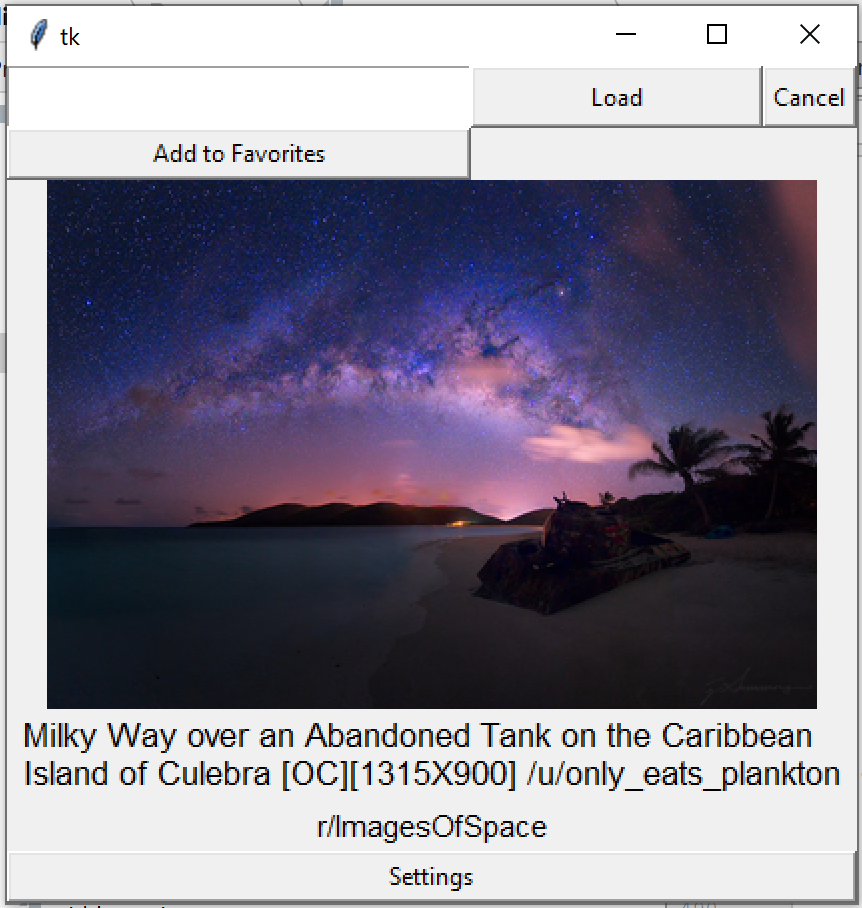 tk
Load
Cancel
Add to Favorites
Milky Way over an Abandoned Tank on the Caribbean
Island of Culebra [OC][1315X900] /u/only_eats_plankton
r/ImagesOfSpace
Settings